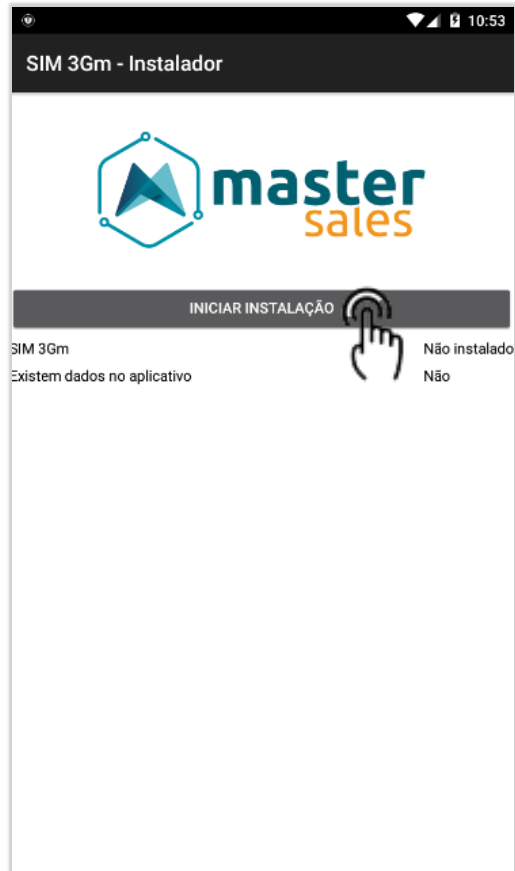 10:53
SIM 3Gm - Instalador
master
sales
INICIAR INSTALAÇÃO
SIM 3Gm Não instalado
Existem dados no aplicativo Não